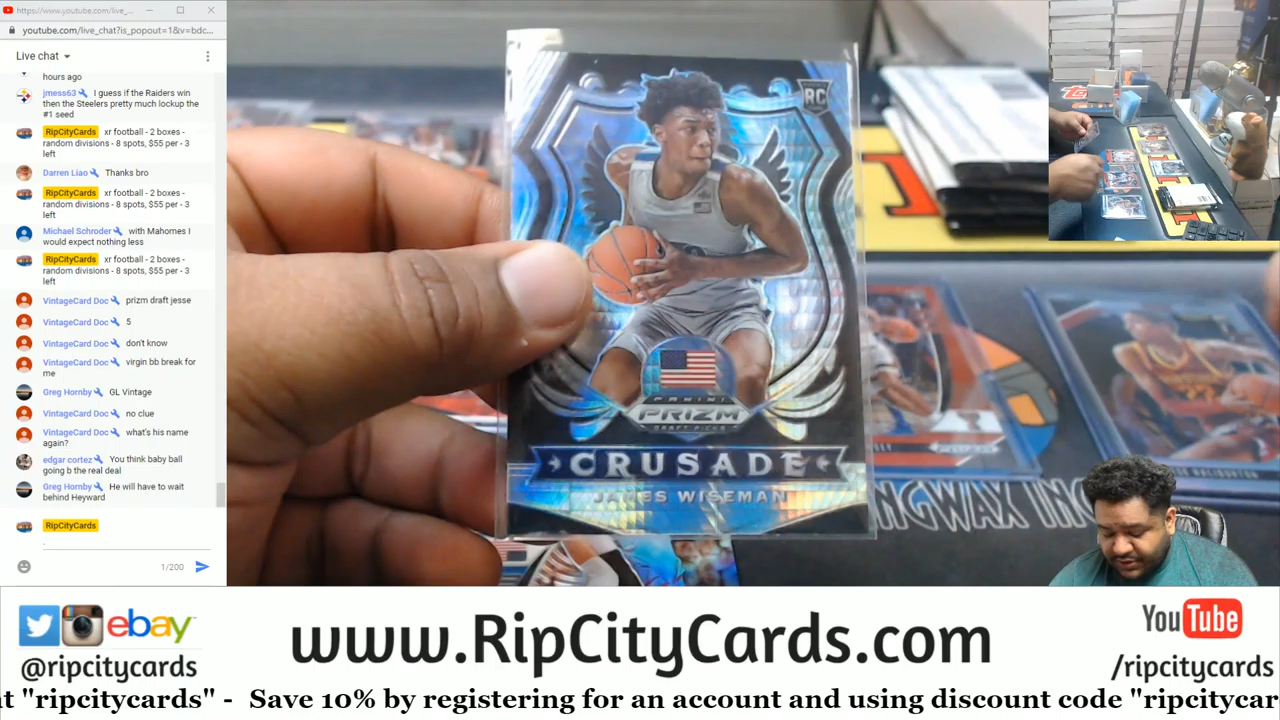 https://www.youtube.com/live_...
youtube.com/live_chat?is_popout=1&v=bdc...
Live chat
hours ago
jmess63 I guess if the Raiders win
then the Steelers pretty much lockup the
#1 seed
RipCityCards xr football - 2 boxes -
random divisions - 8 spots, $55 per - 3
left
Darren Liao Thanks bro
RipCityCards xr football - 2 boxes -
random divisions - 8 spots, $55 per - 3
left
Michael Schroder with Mahomes I
would expect nothing less
RipCityCards xr football - 2 boxes -
random divisions - 8 spots, $55 per - 3
left
VintageCard Doc prizm draft jesse
VintageCard Doc 5
VintageCard Doc don't know
VintageCard Doc virgin bb break for
me
Greg Hornby GL Vintage
VintageCard Doc no clue
VintageCard Doc what's his name
again?
edgar cortez You think baby ball
going b the real deal
Greg Hornby He will have to wait
behind Heyward
RipCityCards
1/200
RC
PANINI
PRIZM
DRAFT PICKS
CRUSADE
JAMES WISEMAN
NGWAX INC
ebay
@ripcitycards
www.RipCityCards.com
YouTube
/ripcitycards
t "ripcitycards" - Save 10% by registering for an account and using discount code "ripcitycar